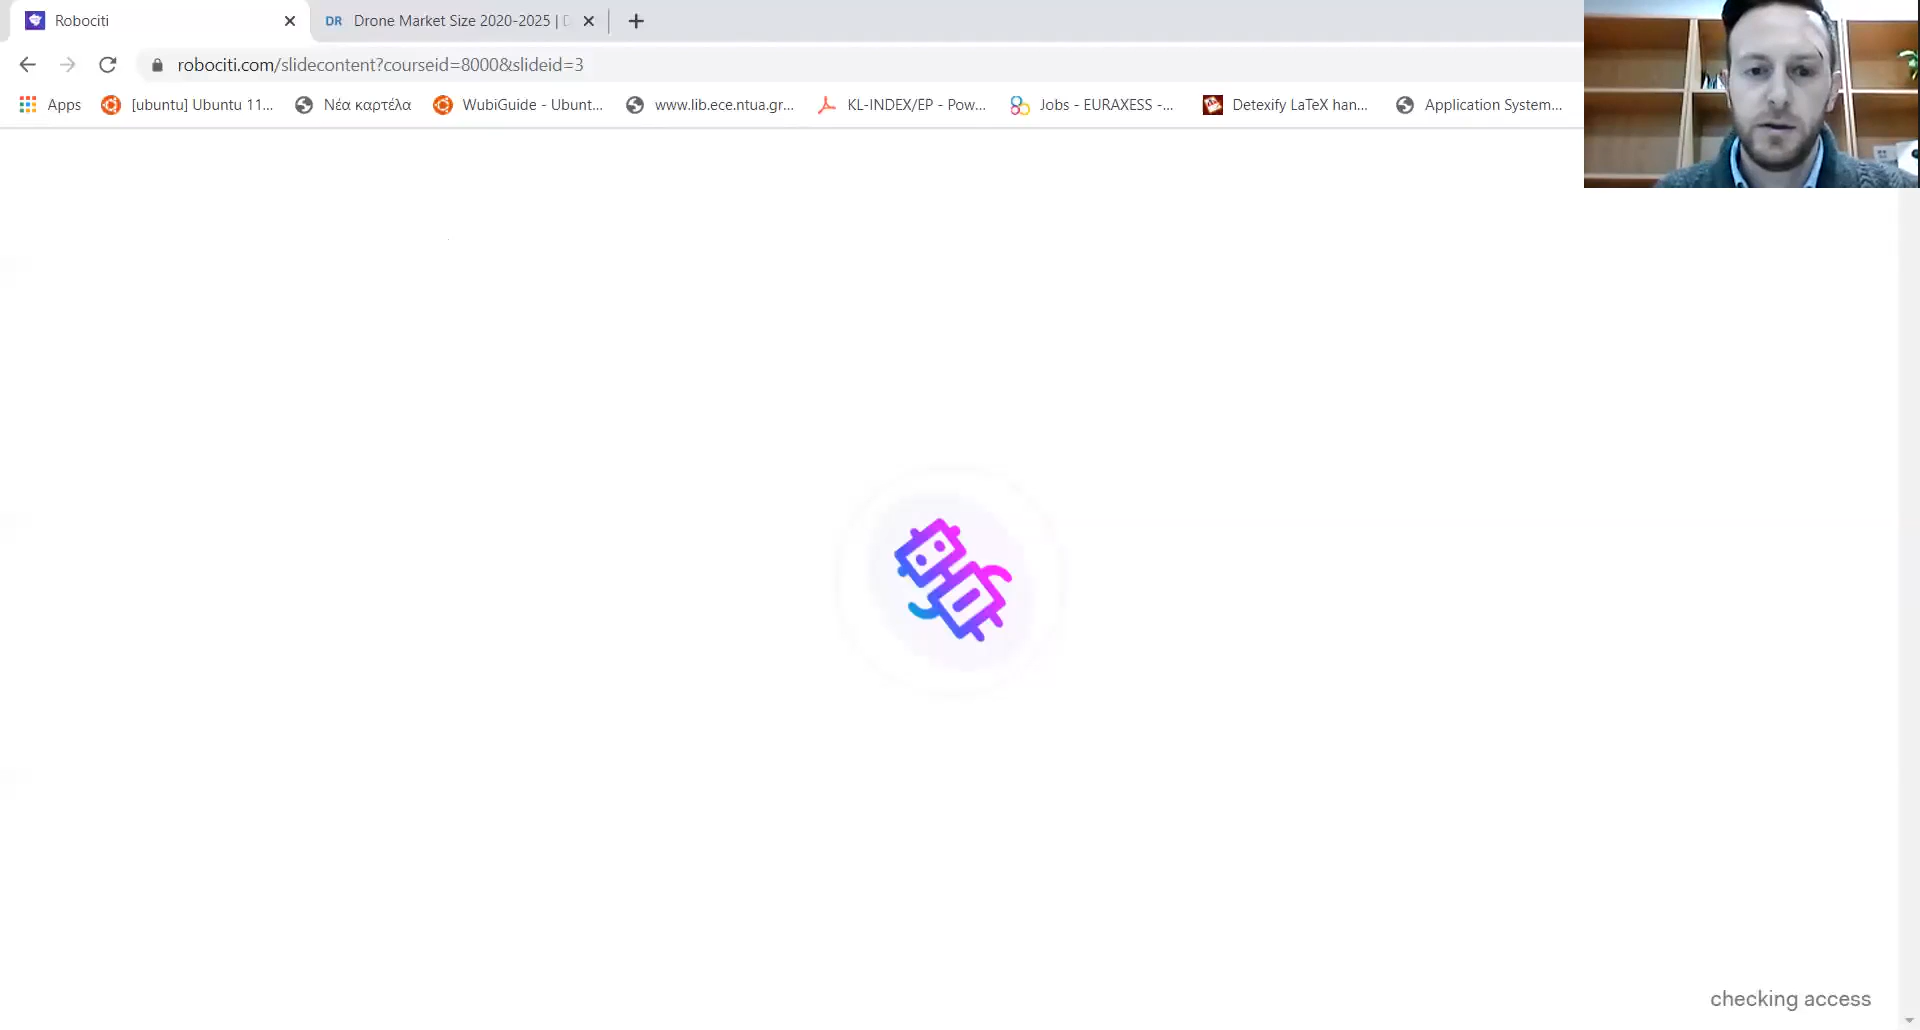 Robociti
DR Drone Market Size 2020-2025 |
robociti.com/slidecontent?courseid=8000&slideid=3
Apps
[ubuntu] Ubuntu 11...
Νέα καρτέλα
WubiGuide - Ubunt...
www.lib.ece.ntua.gr...
KL-INDEX/EP - Pow...
Jobs - EURAXESS -...
Detexify LaTeX han...
Application System...
checking access